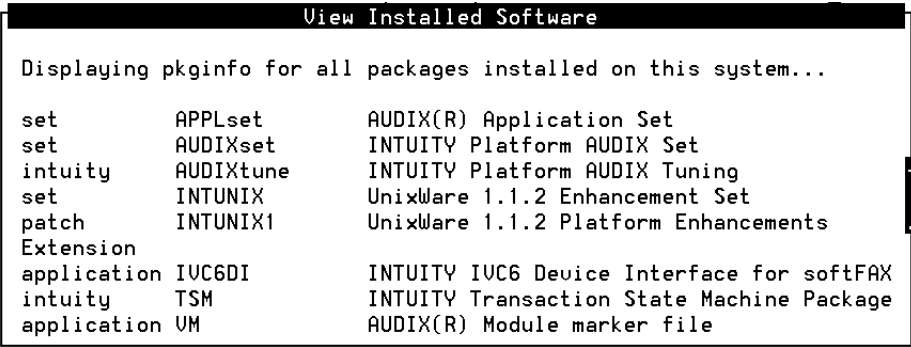 View Installed Software
Displaying pkginfo for all packages installed on this system...
set APPLset AUDIX(R) Application Set
set AUDIXset INTUITY Platform AUDIX Set
intuity AUDIXtune INTUITY Platform AUDIX Tuning
set INTUNIX UnixWare 1.1.2 Enhancement Set
patch INTUNIX1 UnixWare 1.1.2 Platform Enhancements
Extension
application IVC6DI INTUITY IVC6 Device Interface for softFAX
intuity TSM INTUITY Transaction State Machine Package
application VM AUDIX(R) Module marker file